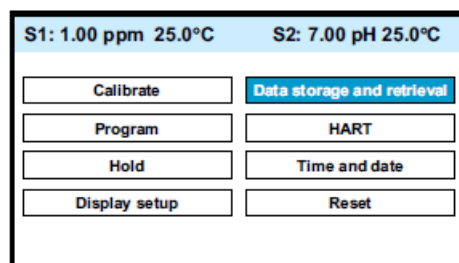 S1: 1.00 ppm 25.0°C S2: 7.00 pH 25.0°C
Calibrate Data storage and retrieval
Program HART
Hold Time and date
Display setup Reset